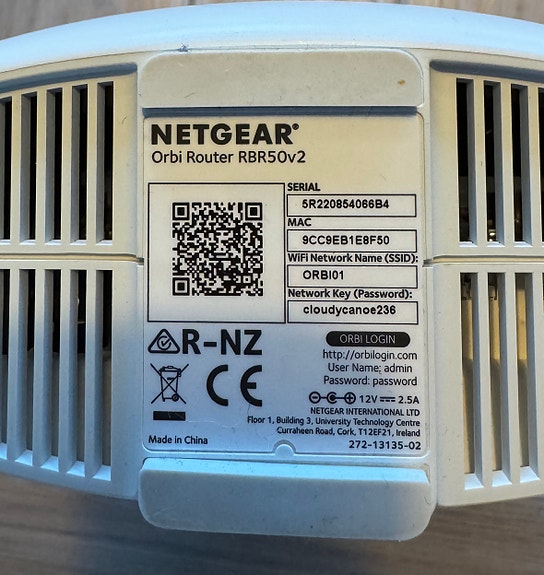 NETGEAR®
Orbi Router RBR50v2
SERIAL
5R220854066B4
MAC
9CC9EB1E8F50
WiFi Network Name (SSID):
ORBI01
Network Key (Password):
cloudycanoe236
R-NZ
ORBI LOGIN
http://orbilogin.com
User Name: admin
Password: password
CE
12V 2.5A
NETGEAR INTERNATIONAL LTD
Floor 1, Building 3, University Technology Centre
Curraheen Road, Cork, T12EF21, Ireland
Made in China
272-13135-02